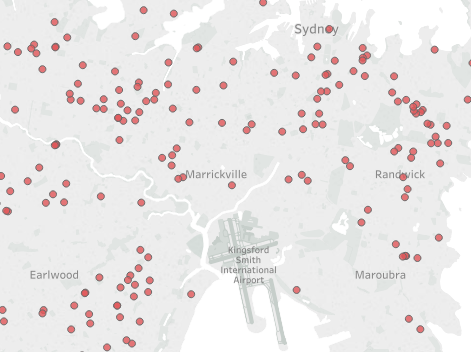 Sydney
Marrickville
Randwick
Kingsford
Smith
International
Airport
Earlwood
Maroubra